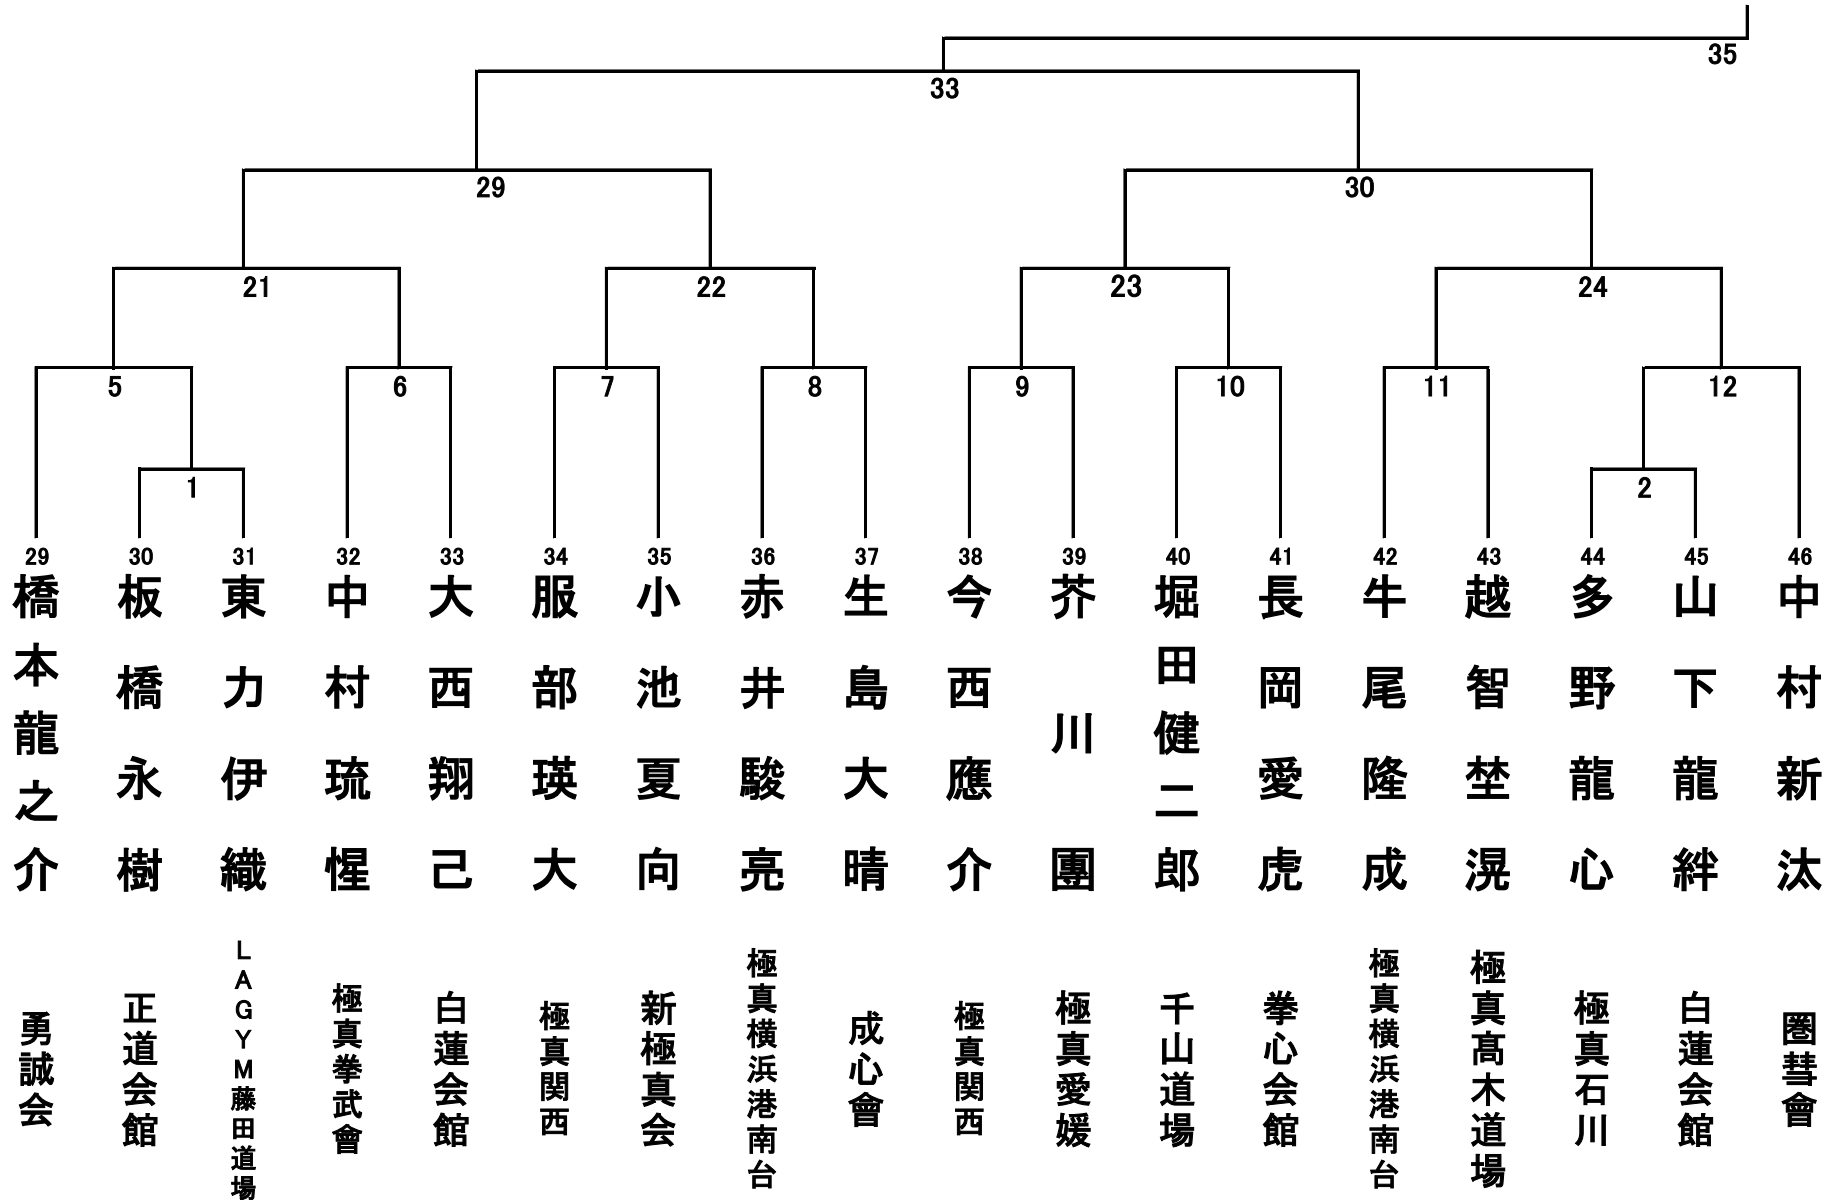 35
33
29
30
21
22
23
24
5
6
7
8
9
10
11
12
1
2
29
橋本龍之介
勇誠会
30
板橋永樹
正道会館
31
東力伊織
LAGYM藤田道場
32
中村琉惺
極真拳武會
33
大西翔己
白蓮会館
34
服部瑛大
極真関西
35
小池夏向
新極真会
36
赤井駿亮
極真横浜港南台
37
生島大晴
成心會
38
今西應介
極真関西
39
芥川團
極真愛媛
40
堀田健二郎
千山道場
41
長岡愛虎
拳心会館
42
牛尾隆成
極真横浜港南台
43
越智埜滉
極真髙木道場
44
多野龍心
極真石川
45
山下龍絆
白蓮会館
46
中村新汰
圏彗會